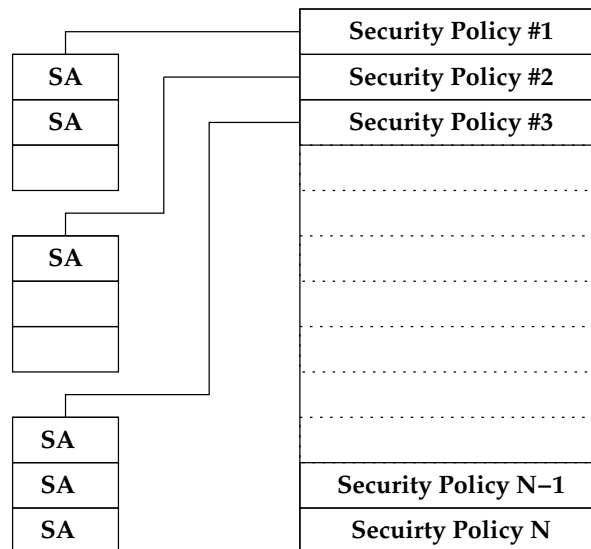 Security Policy #1
SA
Security Policy #2
SA
Security Policy #3
SA
SA
SA
Security Policy N−1
SA
Secuirty Policy N